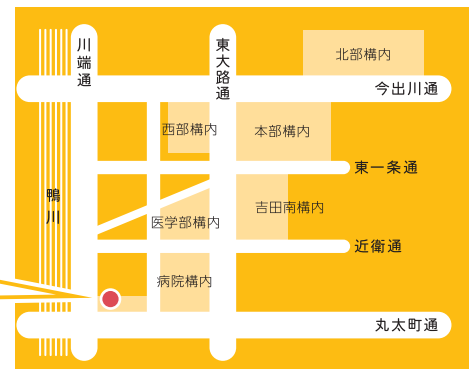 川端通
東大路通
北部構内
今出川通
西部構内
本部構内
東一条通
鴨川
吉田南構内
医学部構内
近衛通
病院構内
丸太町通